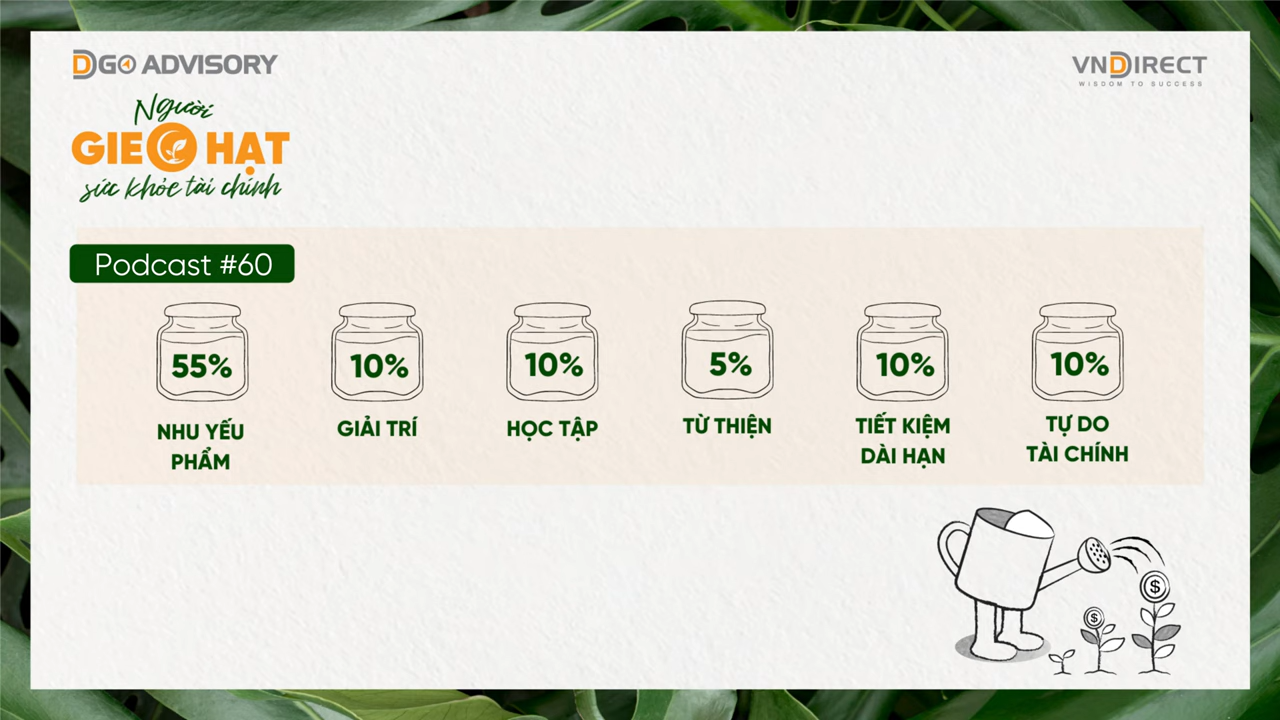 DGO ADVISORY
VNDIRECT
WISDOM TO SUCCESS
Người
GIEO HẠT
sức khỏe tài chính
Podcast #60
55%
10%
10%
5%
10%
10%
NHU YẾU
PHẨM
GIẢI TRÍ
HỌC TẬP
TỪ THIỆN
TIẾT KIỆM
DÀI HẠN
TỰ DO
TÀI CHÍNH
$
$